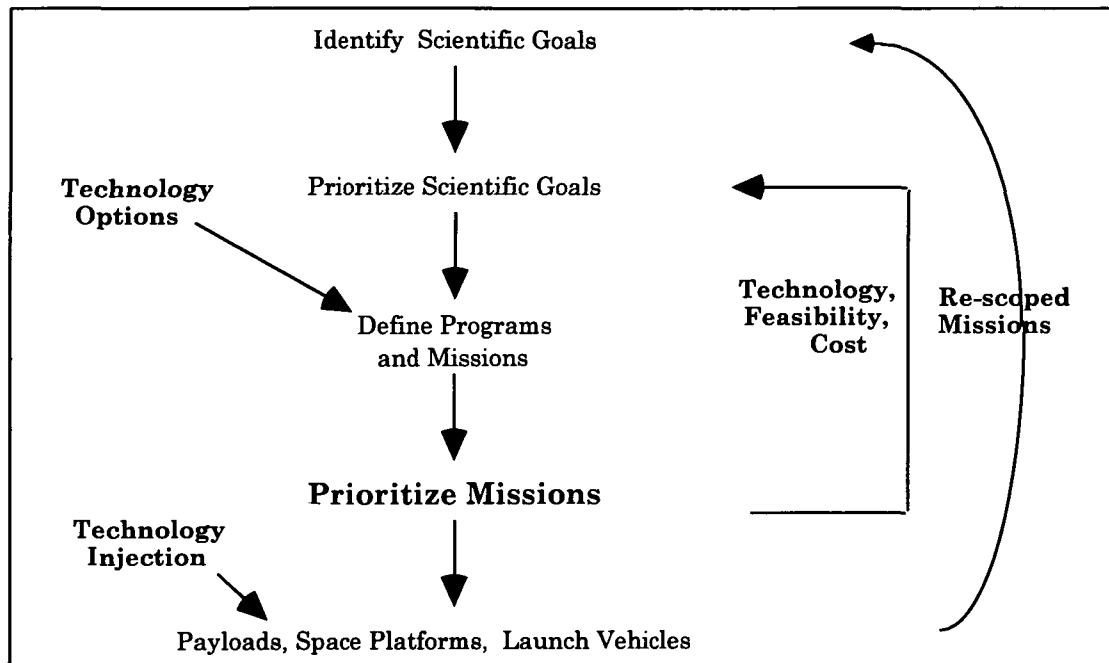 Identify Scientific Goals
Technology
Options
Prioritize Scientific Goals
Define Programs
and Missions
Technology,
Feasibility,
Cost
Re-scoped
Missions
Prioritize Missions
Technology
Injection
Payloads, Space Platforms, Launch Vehicles